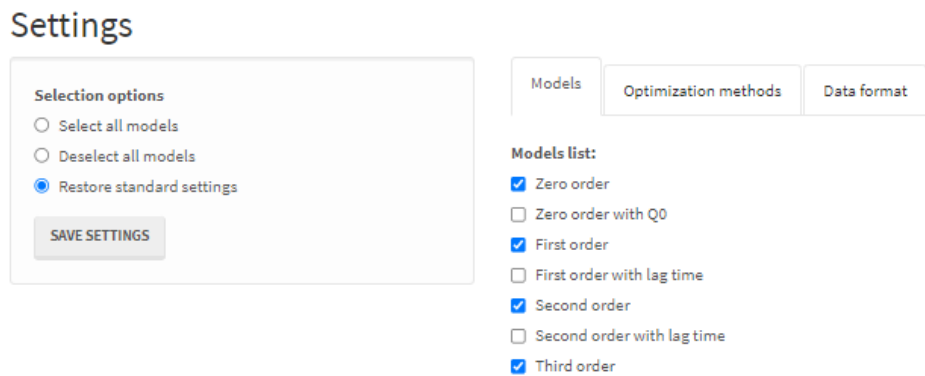 Settings
Selection options
Select all models
Deselect all models
Restore standard settings
SAVE SETTINGS
Models
Optimization methods
Data format
Models list:
Zero order
Zero order with Q0
First order
First order with lag time
Second order
Second order with lag time
Third order